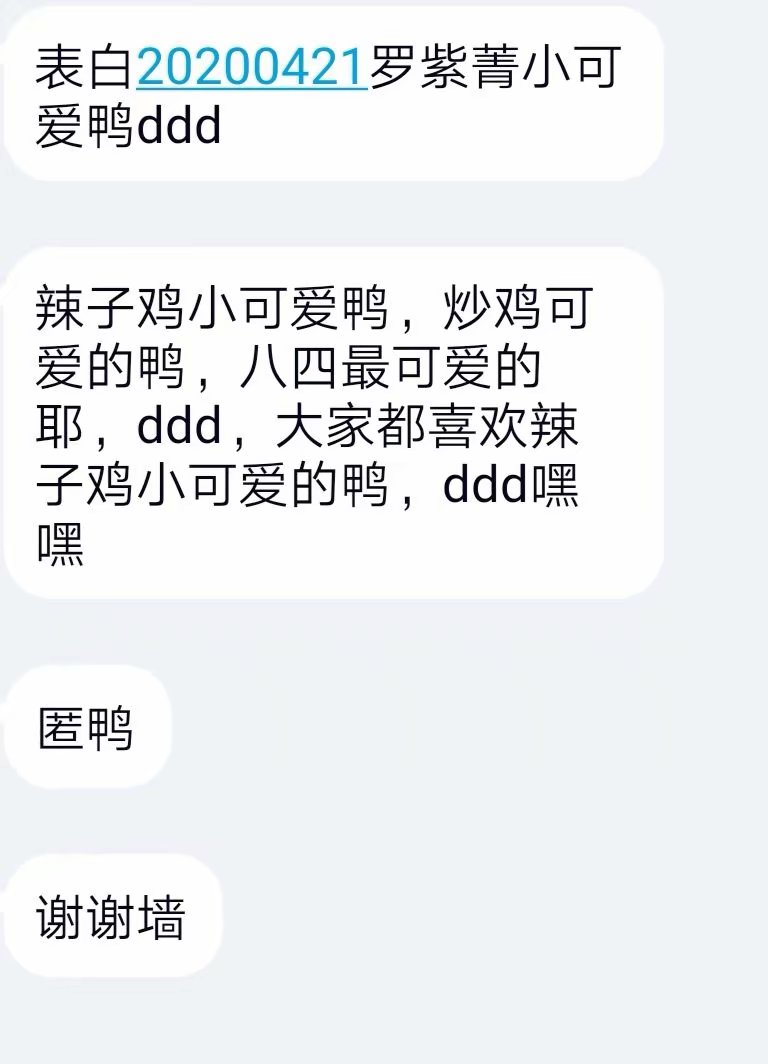 表白20200421罗紫菁小可
爱鸭ddd
辣子鸡小可爱鸭，炒鸡可
爱的鸭，八四最可爱的
耶，ddd，大家都喜欢辣
子鸡小可爱的鸭，ddd嘿
嘿
匿鸭
谢谢墙